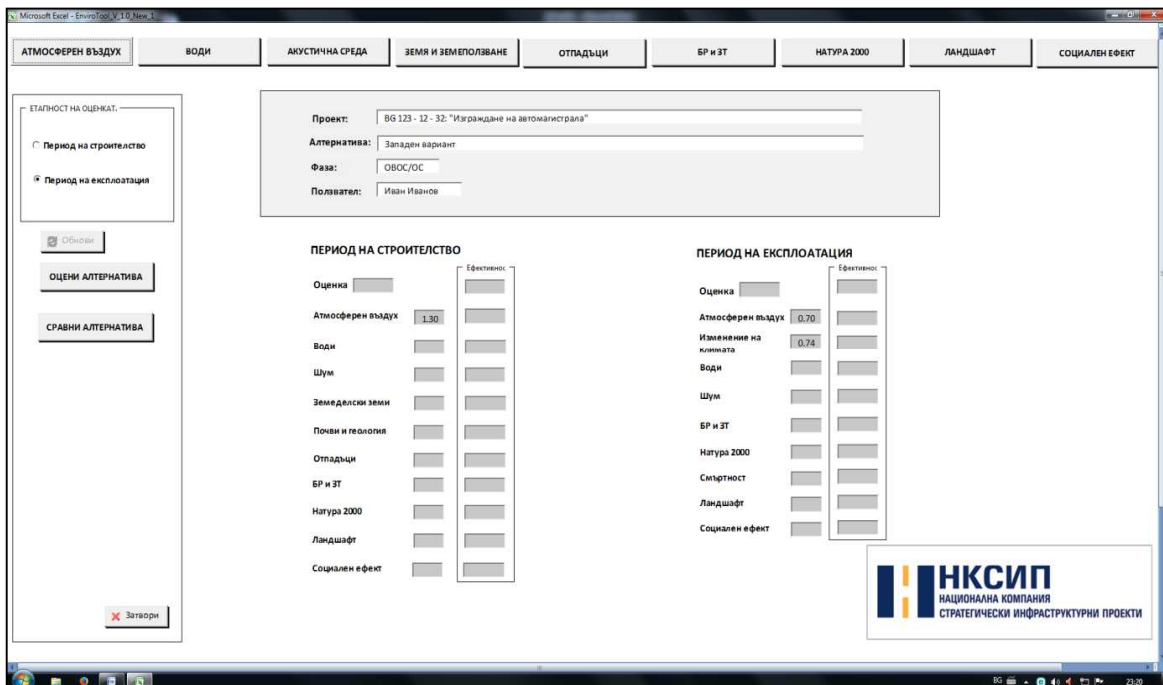 Microsoft Excel - EnviroTool_V_1.0_New_1
АТМОСФЕРЕН ВЪЗДУХ
ВОДИ
АКУСТИЧНА СРЕДА
ЗЕМЯ И ЗЕМЕПОЛЗВАНЕ
ОТПАДЪЦИ
БР и ЗТ
НАТУРА 2000
ЛАНДШАФТ
СОЦИАЛЕН ЕФЕКТ
ЕТАПНОСТ НА ОЦЕНКАТ.
Период на строителство
Период на експлоатация
Обнови
ОЦЕНИ АЛТЕРНАТИВА
СРАВНИ АЛТЕРНАТИВА
Затвори
Проект: BG 123 - 12 - 32: "Изграждане на автомагистрала"
Алтернатива: Западен вариант
Фаза: ОВОС/ОС
Ползвател: Иван Иванов
ПЕРИОД НА СТРОИТЕЛСТВО
Ефективнос
Оценка
Атмосферен въздух 1.30
Води
Шум
Земеделски земи
Почви и геология
Отпадъци
БР и ЗТ
Натура 2000
Ландшафт
Социален ефект
ПЕРИОД НА ЕКСПЛОАТАЦИЯ
Ефективнос
Оценка
Атмосферен въздух 0.70
Изменение на
климата 0.74
Води
Шум
БР и ЗТ
Натура 2000
Смъртност
Ландшафт
Социален ефект
НКСИП
НАЦИОНАЛНА КОМПАНИЯ
СТРАТЕГИЧЕСКИ ИНФРАСТРУКТУРНИ ПРОЕКТИ
BG
23:20